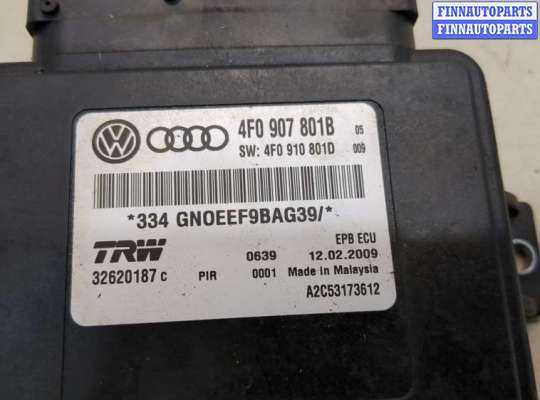 FINNAUTOPARTS
FINNAUTOPARTS
4F0 907 801B 05
SW: 4F0 910 801D 009
*334 GN0EEF9BAG39/*
TRW EPB ECU
0639 12.02.2009
32620187 C PIR 0001 Made in Malaysia
A2C53173612